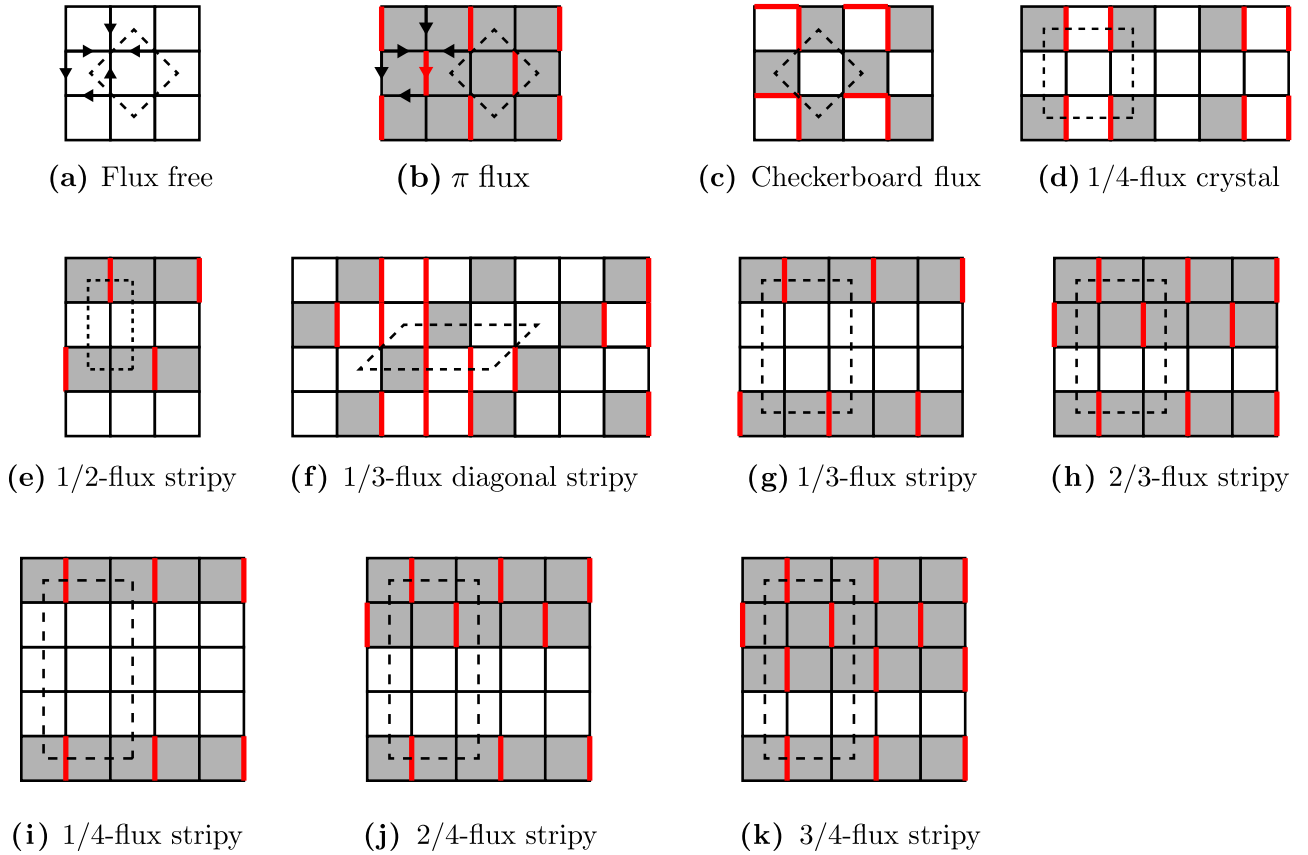 (a) Flux free
(b) π flux
(c) Checkerboard flux
(d) 1/4-flux crystal
(e) 1/2-flux stripy
(f) 1/3-flux diagonal stripy
(g) 1/3-flux stripy
(h) 2/3-flux stripy
(i) 1/4-flux stripy
(j) 2/4-flux stripy
(k) 3/4-flux stripy